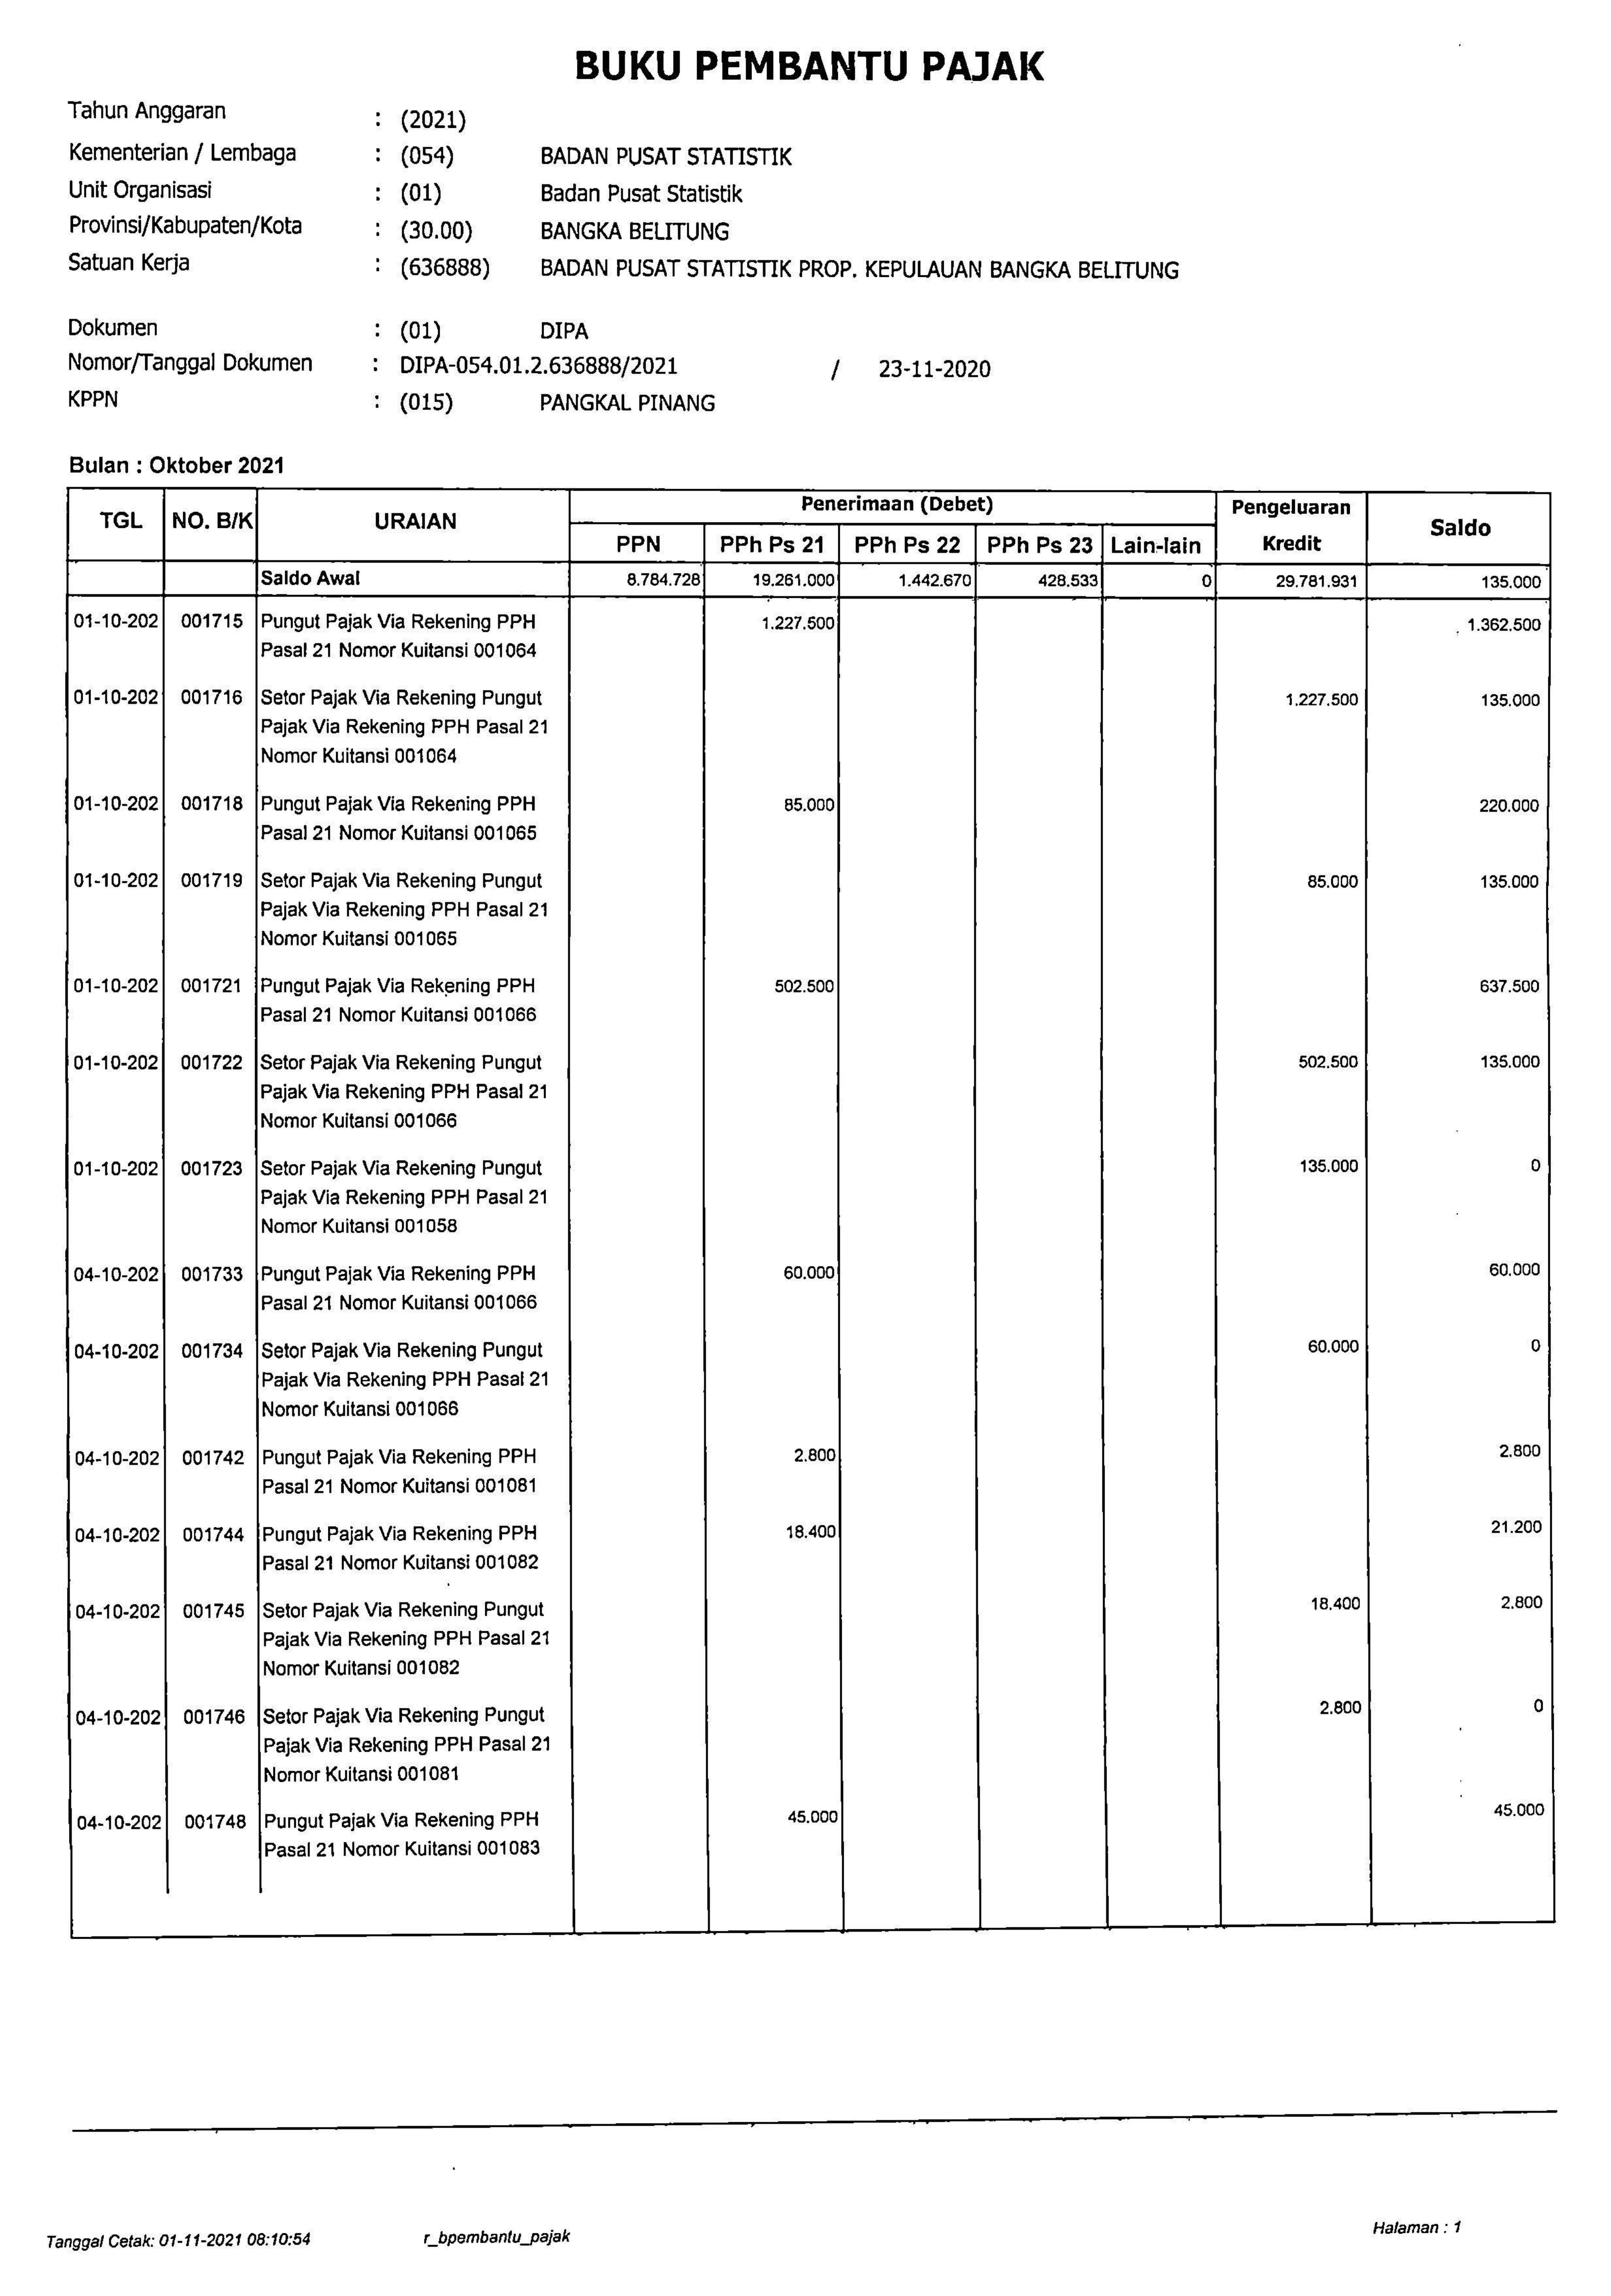 BUKU PEMBANTU PAJAK
Tahun Anggaran : (2021)
Kementerian / Lembaga : (054) BADAN PUSAT STATISTIK
Unit Organisasi : (01) Badan Pusat Statistik
Provinsi/Kabupaten/Kota : (30.00) BANGKA BELITUNG
Satuan Kerja : (636888) BADAN PUSAT STATISTIK PROP. KEPULAUAN BANGKA BELITUNG
Dokumen : (01) DIPA
Nomor/Tanggal Dokumen : DIPA-054.01.2.636888/2021 / 23-11-2020
KPPN : (015) PANGKAL PINANG
Bulan : Oktober 2021
TGL NO. B/K URAIAN Penerimaan (Debet) Pengeluaran Saldo
PPN PPh Ps 21 PPh Ps 22 PPh Ps 23 Lain-lain Kredit
Saldo Awal 8.784.728 19.261.000 1.442.670 428.533 0 29.781.931 135.000
01-10-202 001715 Pungut Pajak Via Rekening PPH 1.227.500 1.362.500
Pasal 21 Nomor Kuitansi 001064
01-10-202 001716 Setor Pajak Via Rekening Pungut 1.227.500 135.000
Pajak Via Rekening PPH Pasal 21
Nomor Kuitansi 001064
01-10-202 001718 Pungut Pajak Via Rekening PPH 85.000 220.000
Pasal 21 Nomor Kuitansi 001065
01-10-202 001719 Setor Pajak Via Rekening Pungut 85.000 135.000
Pajak Via Rekening PPH Pasal 21
Nomor Kuitansi 001065
01-10-202 001721 Pungut Pajak Via Rekening PPH 502.500 637.500
Pasal 21 Nomor Kuitansi 001066
01-10-202 001722 Setor Pajak Via Rekening Pungut 502.500 135.000
Pajak Via Rekening PPH Pasal 21
Nomor Kuitansi 001066
01-10-202 001723 Setor Pajak Via Rekening Pungut 135.000 0
Pajak Via Rekening PPH Pasal 21
Nomor Kuitansi 001058
04-10-202 001733 Pungut Pajak Via Rekening PPH 60.000 60.000
Pasal 21 Nomor Kuitansi 001066
04-10-202 001734 Setor Pajak Via Rekening Pungut 60.000 0
Pajak Via Rekening PPH Pasal 21
Nomor Kuitansi 001066
04-10-202 001742 Pungut Pajak Via Rekening PPH 2.800 2.800
Pasal 21 Nomor Kuitansi 001081
04-10-202 001744 Pungut Pajak Via Rekening PPH 18.400 21.200
Pasal 21 Nomor Kuitansi 001082
04-10-202 001745 Setor Pajak Via Rekening Pungut 18.400 2.800
Pajak Via Rekening PPH Pasal 21
Nomor Kuitansi 001082
04-10-202 001746 Setor Pajak Via Rekening Pungut 2.800 0
Pajak Via Rekening PPH Pasal 21
Nomor Kuitansi 001081
04-10-202 001748 Pungut Pajak Via Rekening PPH 45.000 45.000
Pasal 21 Nomor Kuitansi 001083
Tanggal Cetak: 01-11-2021 08:10:54 r_bpembantu_pajak Halaman : 1